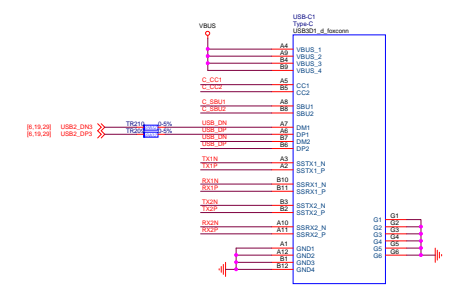 USB-C1
Type-C
USB3D1_d_foxconn
VBUS
A4 VBUS_1
A9 VBUS_2
B4 VBUS_3
B9 VBUS_4
C_CC1 A5 CC1
C_CC2 B5 CC2
C_SBU1 A8 SBU1
C_SBU2 B8 SBU2
[6,19,29] USB2_DN3 TR210 0-5% USB_DN A7 DM1
[6,19,29] USB2_DP3 TR209 0-5% USB_DP A6 DP1
USB_DN B7 DM2
USB_DP B6 DP2
TX1N A3 SSTX1_N
TX1P A2 SSTX1_P
RX1N B10 SSRX1_N
RX1P B11 SSRX1_P
TX2N B3 SSTX2_N
TX2P B2 SSTX2_P
RX2N A10 SSRX2_N
RX2P A11 SSRX2_P
A1 GND1
A12 GND2
B1 GND3
B12 GND4
G1 G1
G2 G2
G3 G3
G4 G4
G5 G5
G6 G6